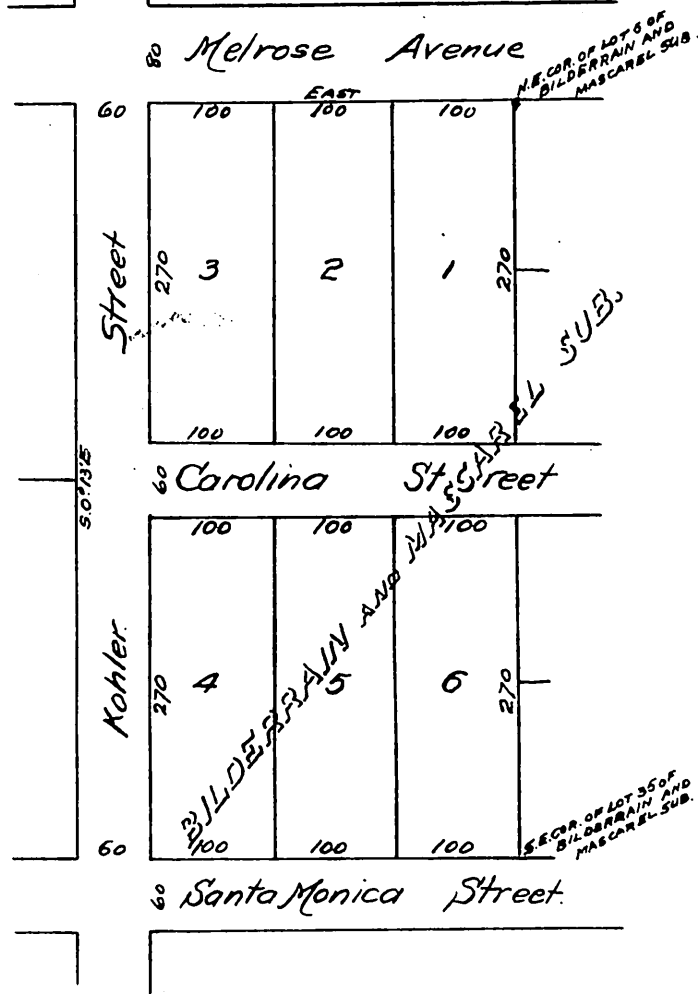 80 Melrose Avenue
N.E. COR. OF LOT 6 OF
BILDERRAIN AND
MASCAREL SUB.
EAST
60 100 100 100
Street
270 3 2 1 270
100 100 100
S.0°13'E
60 Carolina Street
100 100 100
BILDERRAIN AND MASCAREL SUB.
Kohler
270 4 5 6 270
S.E. COR. OF LOT 35 OF
BILDERRAIN AND
MASCAREL SUB.
60 100 100 100
60 Santa Monica Street.